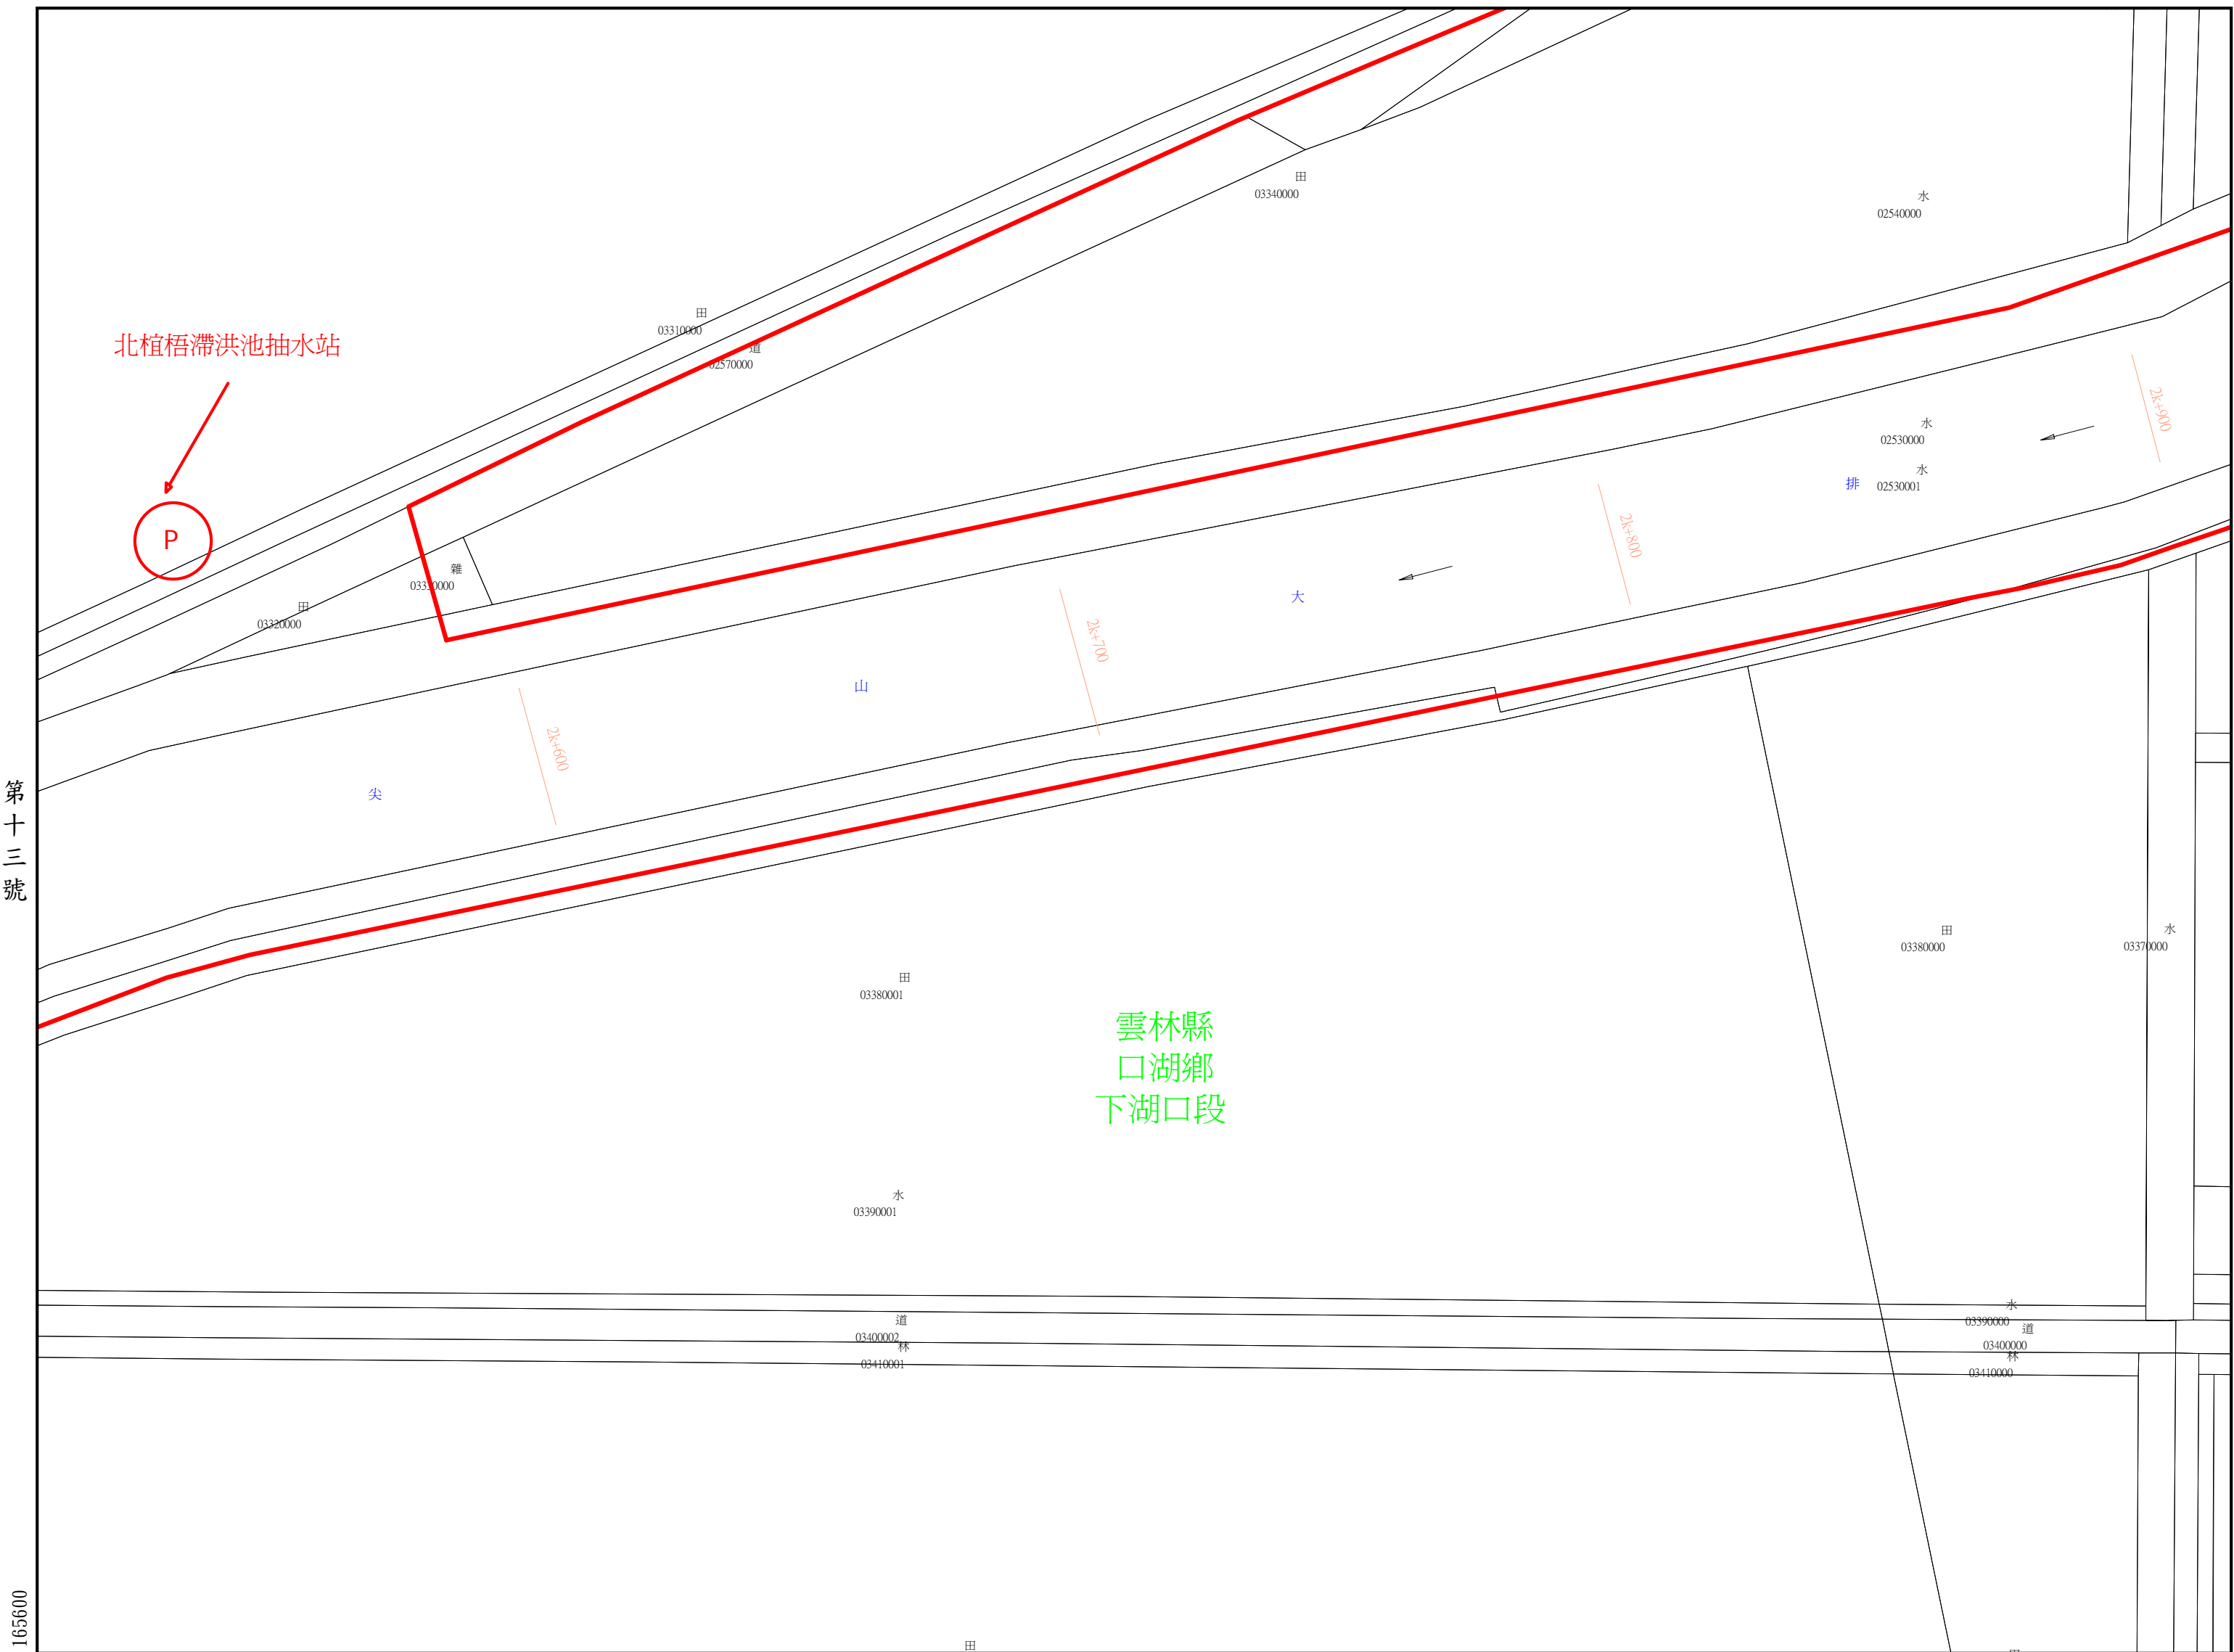 田
03340000
水
02540000
田
03310000
道
02570000
北植梧滯洪池抽水站
P
2k+900
水
02530000
水
02530001
排
2k+800
大
雜
田
03320000
2k+700
山
2k+600
尖
第十三號
田
03380000
水
03370000
田
03380001
雲林縣
口湖鄉
下湖口段
水
03390001
水
03390000
道
03400002
道
03400000
林
03410001
林
03410000
165600
田